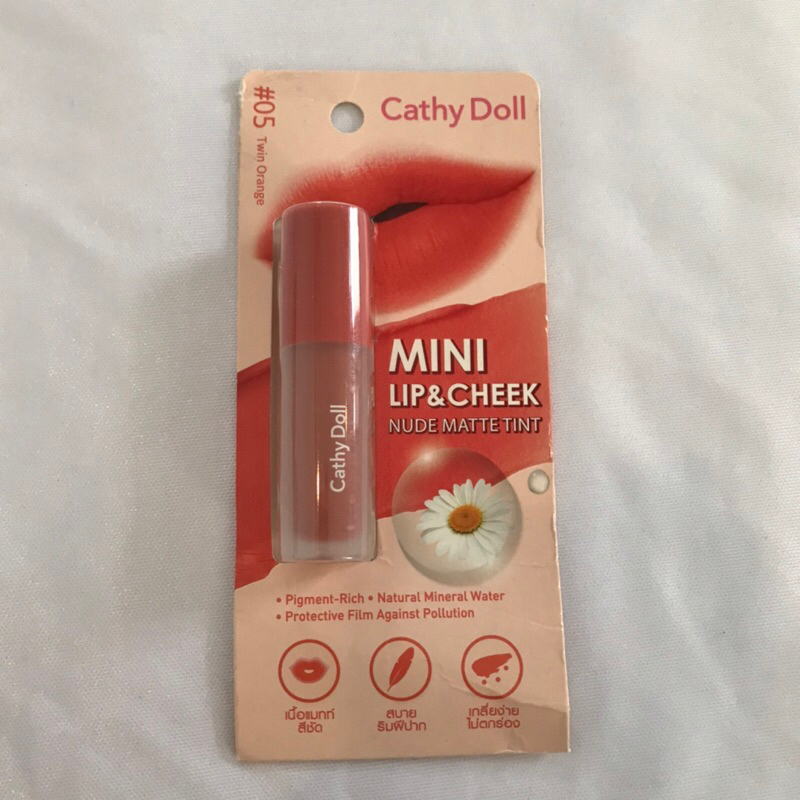 #05 Twin Orange
Cathy Doll
Cathy Doll
MINI
LIP&CHEEK
NUDE MATTE TINT
• Pigment-Rich • Natural Mineral Water
• Protective Film Against Pollution
เนื้อแมทท์
สีชัด
สบาย
ริมฝีปาก
เกลี่ยง่าย
ไม่ตกร่อง